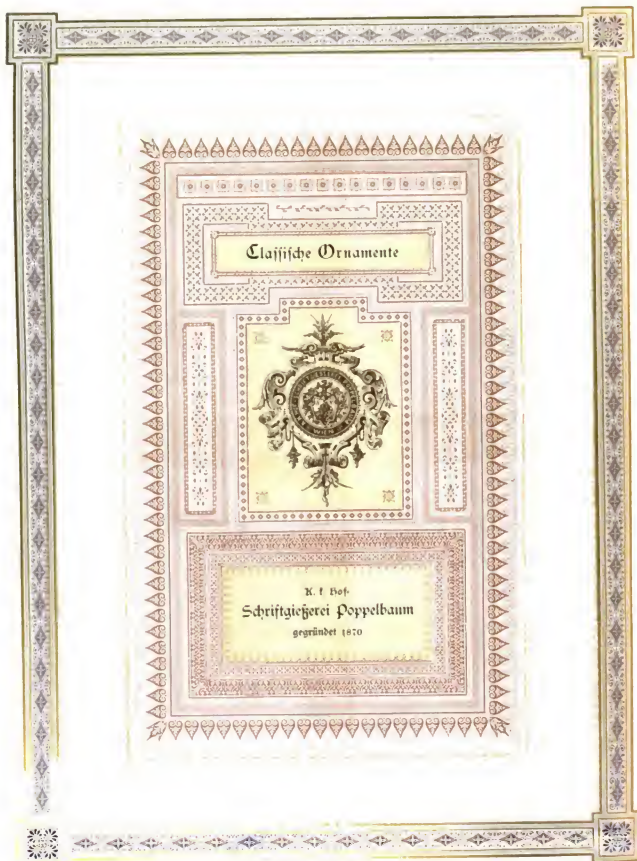 Classische Ornamente
K. k. Hof-
Schriftgießerei Poppelbaum
gegründet 1870